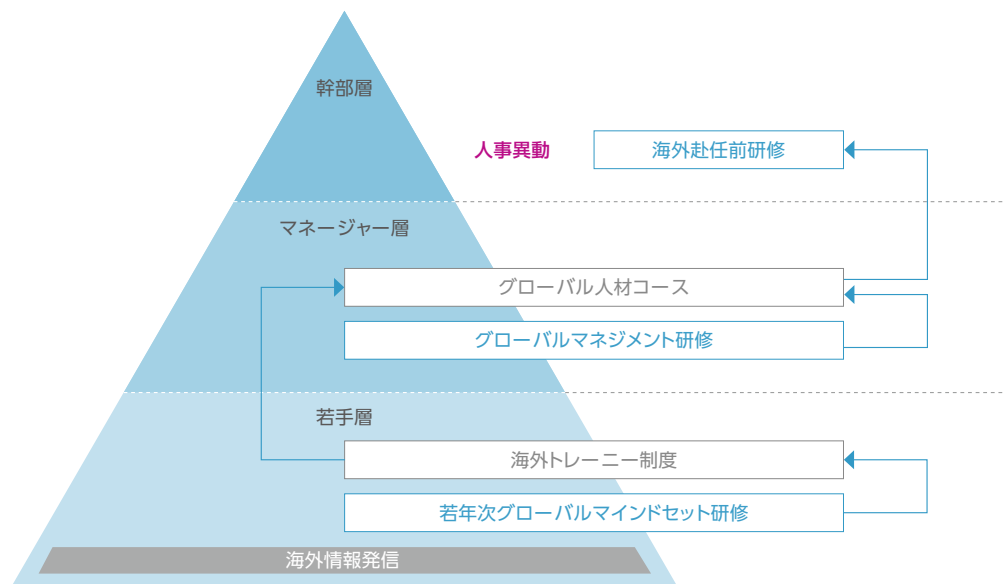 幹部層
人事異動
海外赴任前研修
マネージャー層
グローバル人材コース
グローバルマネジメント研修
若手層
海外トレーニー制度
若年次グローバルマインドセット研修
海外情報発信